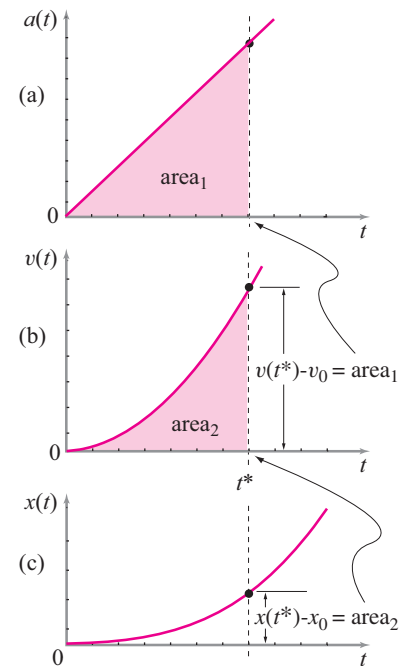 a(t)
(a)
area₁
0
t
v(t)
(b)
v(t*)-v₀ = area₁
area₂
0
t
t*
x(t)
(c)
x(t*)-x₀ = area₂
0
t